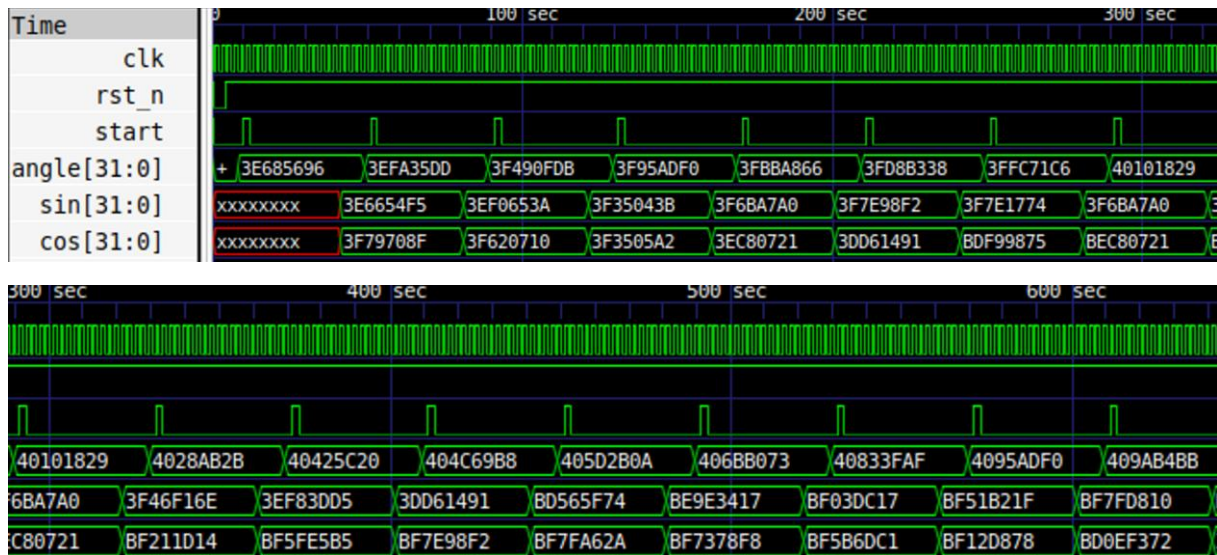 Time 0 100 sec 200 sec 300 sec
clk
rst_n
start
angle[31:0] + 3E685696 3EFA35DD 3F490FDB 3F95ADF0 3FBBA866 3FD8B338 3FFC71C6 40101829
sin[31:0] xxxxxxxx 3E6654F5 3EF0653A 3F35043B 3F6BA7A0 3F7E98F2 3F7E1774 3F6BA7A0 3
cos[31:0] xxxxxxxx 3F79708F 3F620710 3F3505A2 3EC80721 3DD61491 BDF99875 BEC80721 E
300 sec 400 sec 500 sec 600 sec
40101829 4028AB2B 40425C20 404C69B8 405D2B0A 406BB073 40833FAF 4095ADF0 409AB4BB
6BA7A0 3F46F16E 3EF83DD5 3DD61491 BD565F74 BE9E3417 BF03DC17 BF51B21F BF7FD810
C80721 BF211D14 BF5FE5B5 BF7E98F2 BF7FA62A BF7378F8 BF5B6DC1 BF12D878 BD0EF372